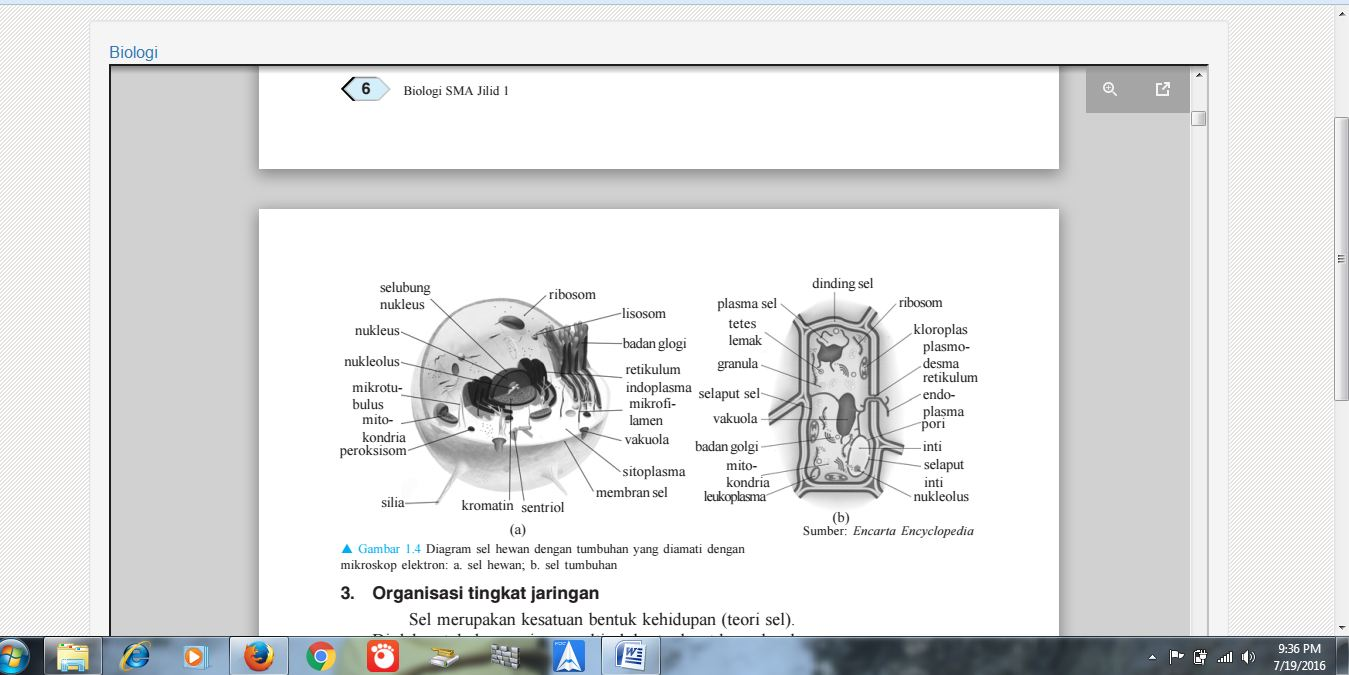 Biologi
6
Biologi SMA Jilid 1
selubung
nukleus
nukleus
nukleolus
mikrotu-
bulus
mito-
kondria
peroksisom
silia
kromatin
sentriol
ribosom
lisosom
badan glogi
retikulum
indoplasma
mikrofi-
lamen
vakuola
sitoplasma
membran sel
(a)
dinding sel
plasma sel
tetes
lemak
granula
selaput sel
vakuola
badan golgi
mito-
kondria
leukoplasma
ribosom
kloroplas
plasmo-
desma
retikulum
endo-
plasma
pori
inti
selaput
inti
nukleolus
(b)
Sumber: Encarta Encyclopedia
▲ Gambar 1.4 Diagram sel hewan dengan tumbuhan yang diamati dengan
mikroskop elektron: a. sel hewan; b. sel tumbuhan
3. Organisasi tingkat jaringan
Sel merupakan kesatuan bentuk kehidupan (teori sel).
9:36 PM
7/19/2016